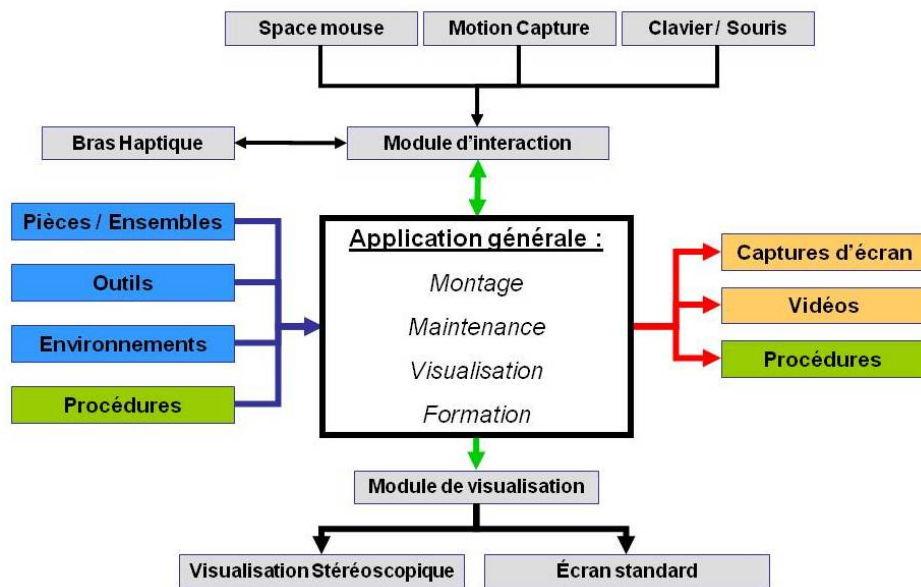 Space mouse
Motion Capture
Clavier / Souris
Bras Haptique
Module d'interaction
Pièces / Ensembles
Outils
Environnements
Procédures
Application générale :
Montage
Maintenance
Visualisation
Formation
Captures d'écran
Vidéos
Procédures
Module de visualisation
Visualisation Stéréoscopique
Écran standard